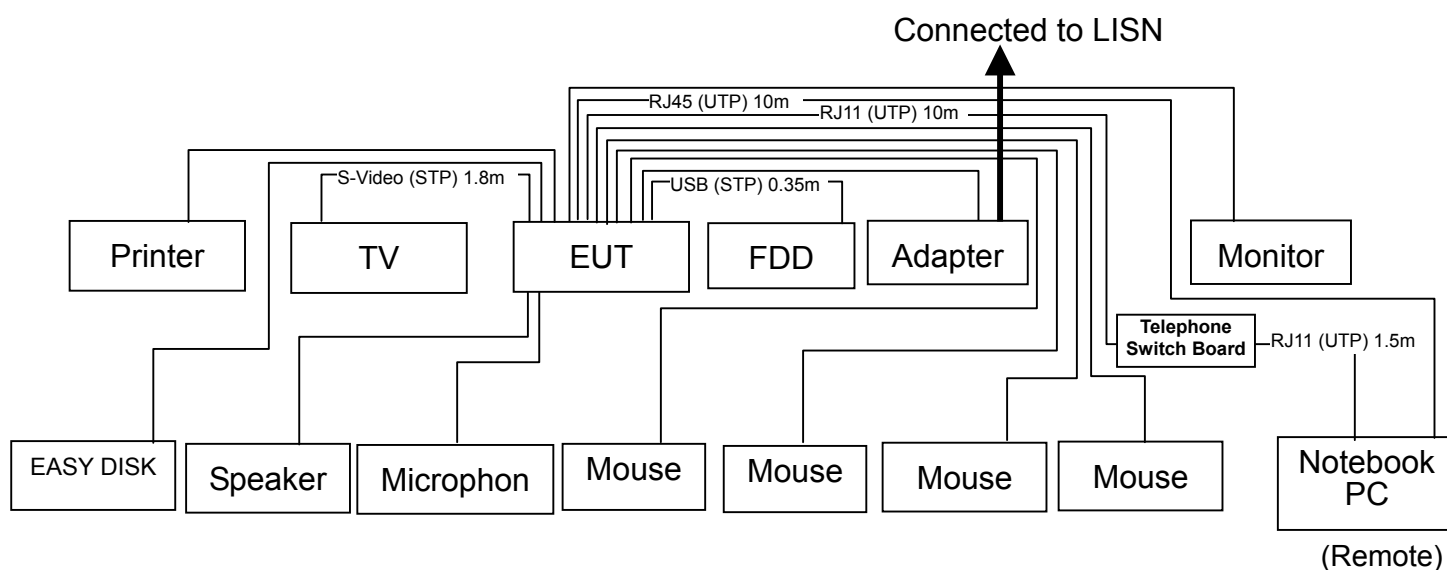 Connected to LISN
RJ45 (UTP) 10m
RJ11 (UTP) 10m
S-Video (STP) 1.8m
USB (STP) 0.35m
Printer
TV
EUT
FDD
Adapter
Monitor
Telephone
Switch Board
RJ11 (UTP) 1.5m
EASY DISK
Speaker
Microphon
Mouse
Mouse
Mouse
Mouse
Notebook
PC
(Remote)